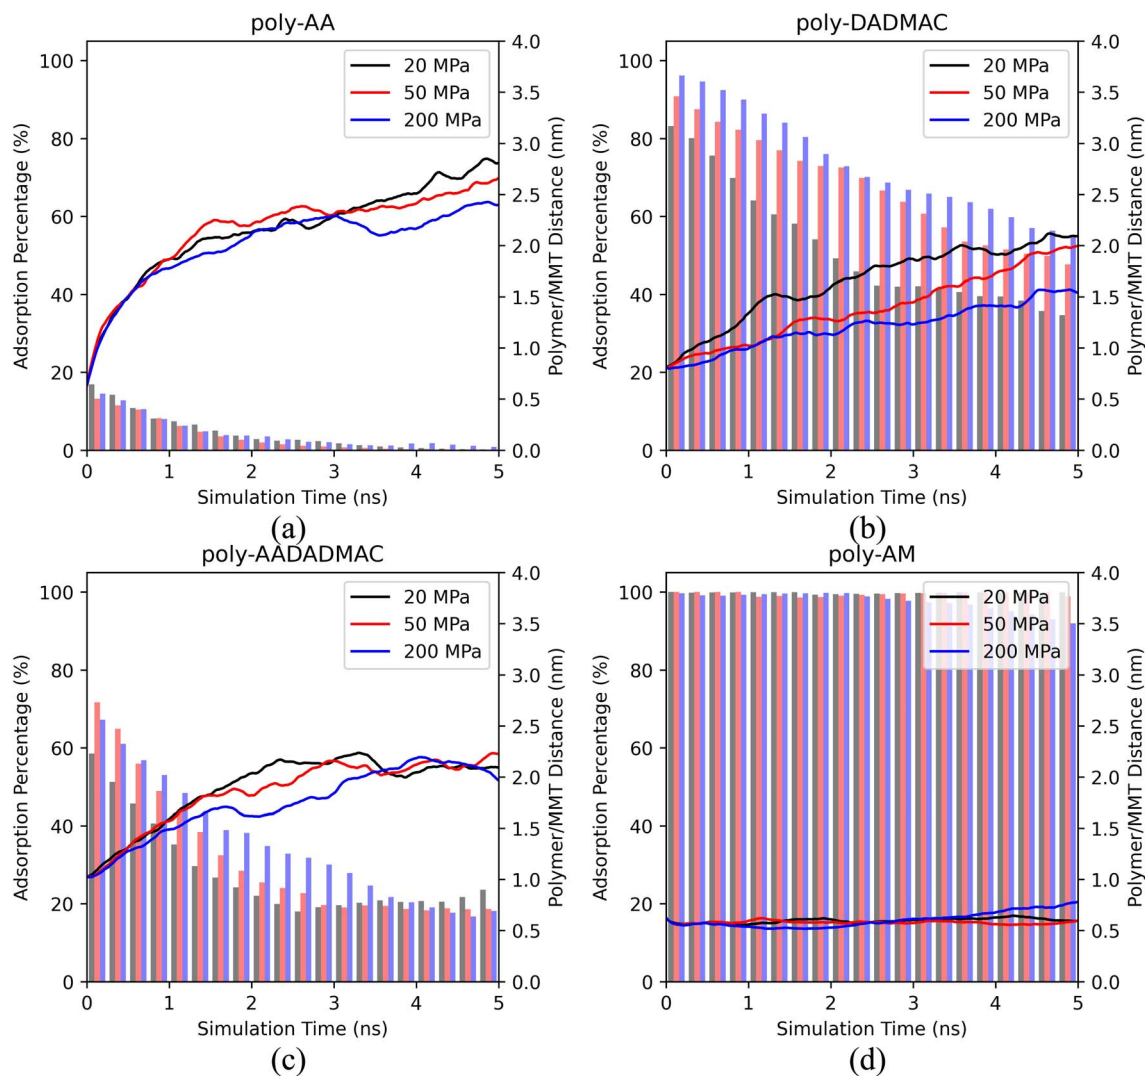 poly-AA
Adsorption Percentage (%)
100
80
60
40
20
0
4.0
3.5
3.0
2.5
2.0
1.5
1.0
0.5
0.0
Polymer/MMT Distance (nm)
20 MPa
50 MPa
200 MPa
0 1 2 3 4 5
Simulation Time (ns)
(a)
poly-DADMAC
Adsorption Percentage (%)
100
80
60
40
20
0
4.0
3.5
3.0
2.5
2.0
1.5
1.0
0.5
0.0
Polymer/MMT Distance (nm)
20 MPa
50 MPa
200 MPa
0 1 2 3 4 5
Simulation Time (ns)
(b)
poly-AADADMAC
Adsorption Percentage (%)
100
80
60
40
20
0
4.0
3.5
3.0
2.5
2.0
1.5
1.0
0.5
0.0
Polymer/MMT Distance (nm)
20 MPa
50 MPa
200 MPa
0 1 2 3 4 5
Simulation Time (ns)
(c)
poly-AM
Adsorption Percentage (%)
100
80
60
40
20
0
4.0
3.5
3.0
2.5
2.0
1.5
1.0
0.5
0.0
Polymer/MMT Distance (nm)
20 MPa
50 MPa
200 MPa
0 1 2 3 4 5
Simulation Time (ns)
(d)